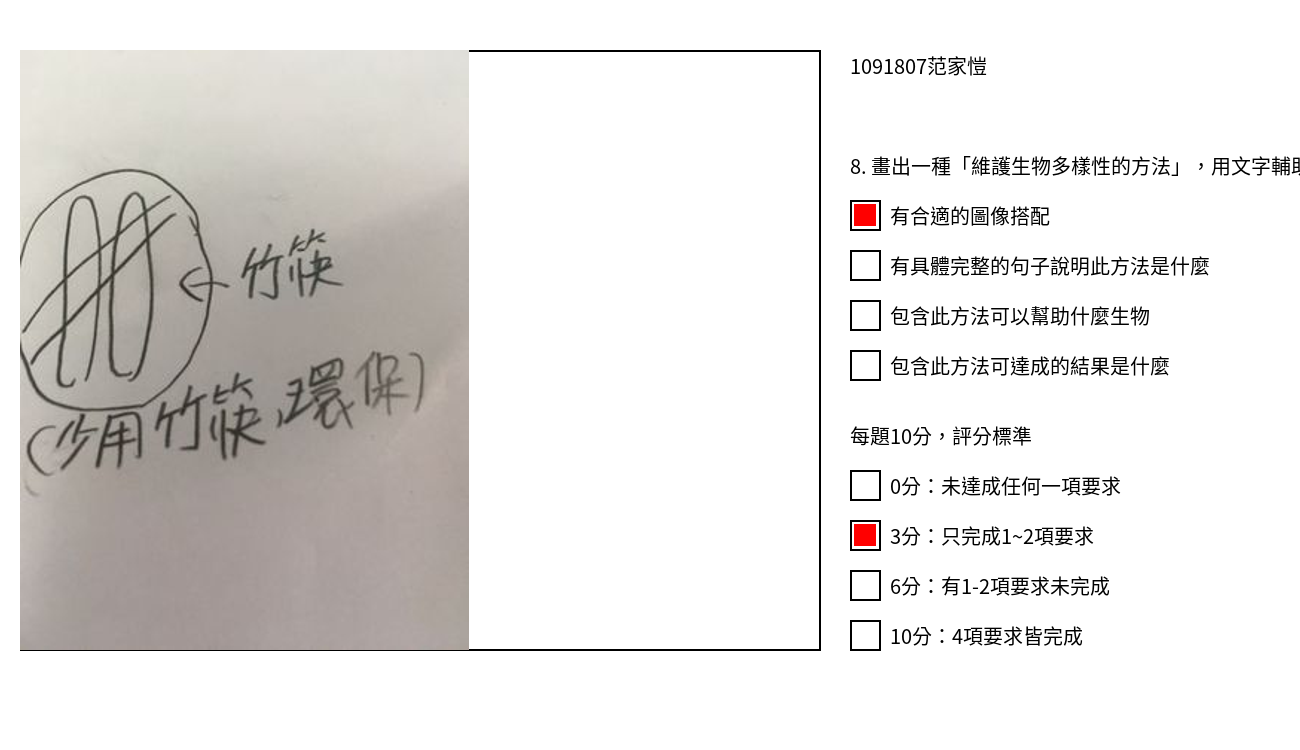 竹筷
(少用竹筷,環保)
1091807范家愷
8. 畫出一種「維護生物多樣性的方法」，用文字輔助
有合適的圖像搭配
有具體完整的句子說明此方法是什麼
包含此方法可以幫助什麼生物
包含此方法可達成的結果是什麼
每題10分，評分標準
0分：未達成任何一項要求
3分：只完成1~2項要求
6分：有1-2項要求未完成
10分：4項要求皆完成